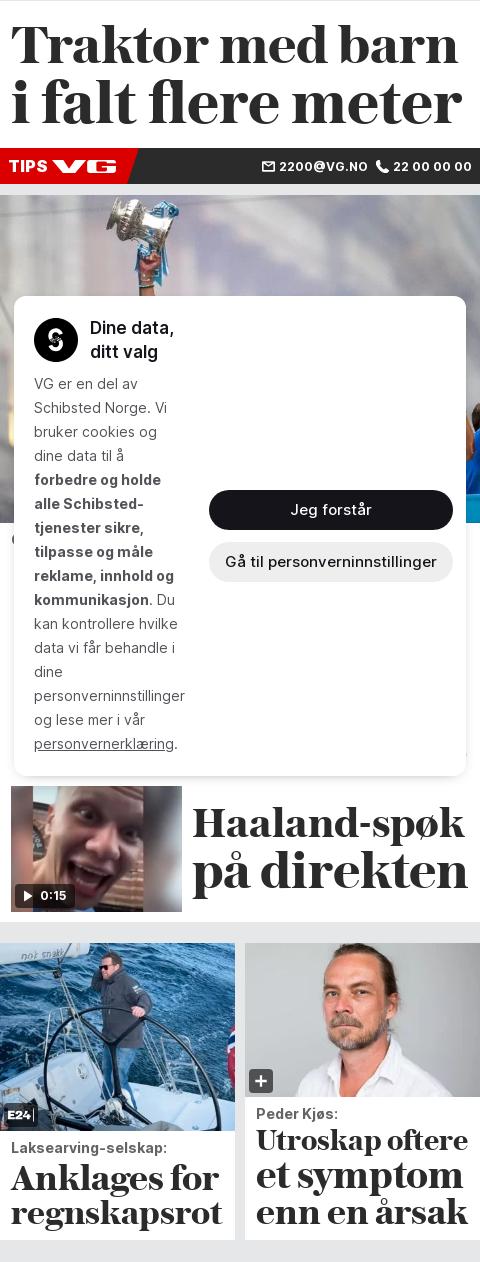 Traktor med barn
i falt flere meter
TIPS VG
2200@VG.NO 22 00 00 00
Dine data,
ditt valg
VG er en del av
Schibsted Norge. Vi
bruker cookies og
dine data til å
forbedre og holde
alle Schibsted-
tjenester sikre,
tilpasse og måle
reklame, innhold og
kommunikasjon. Du
kan kontrollere hvilke
data vi får behandle i
dine
personverninnstillinger
og lese mer i vår
personvernerklæring.
Jeg forstår
Gå til personverninnstillinger
0:15
Haaland-spøk
på direkten
E24
Laksearving-selskap:
Anklages for
regnskapsrot
Peder Kjøs:
Utroskap oftere
et symptom
enn en årsak